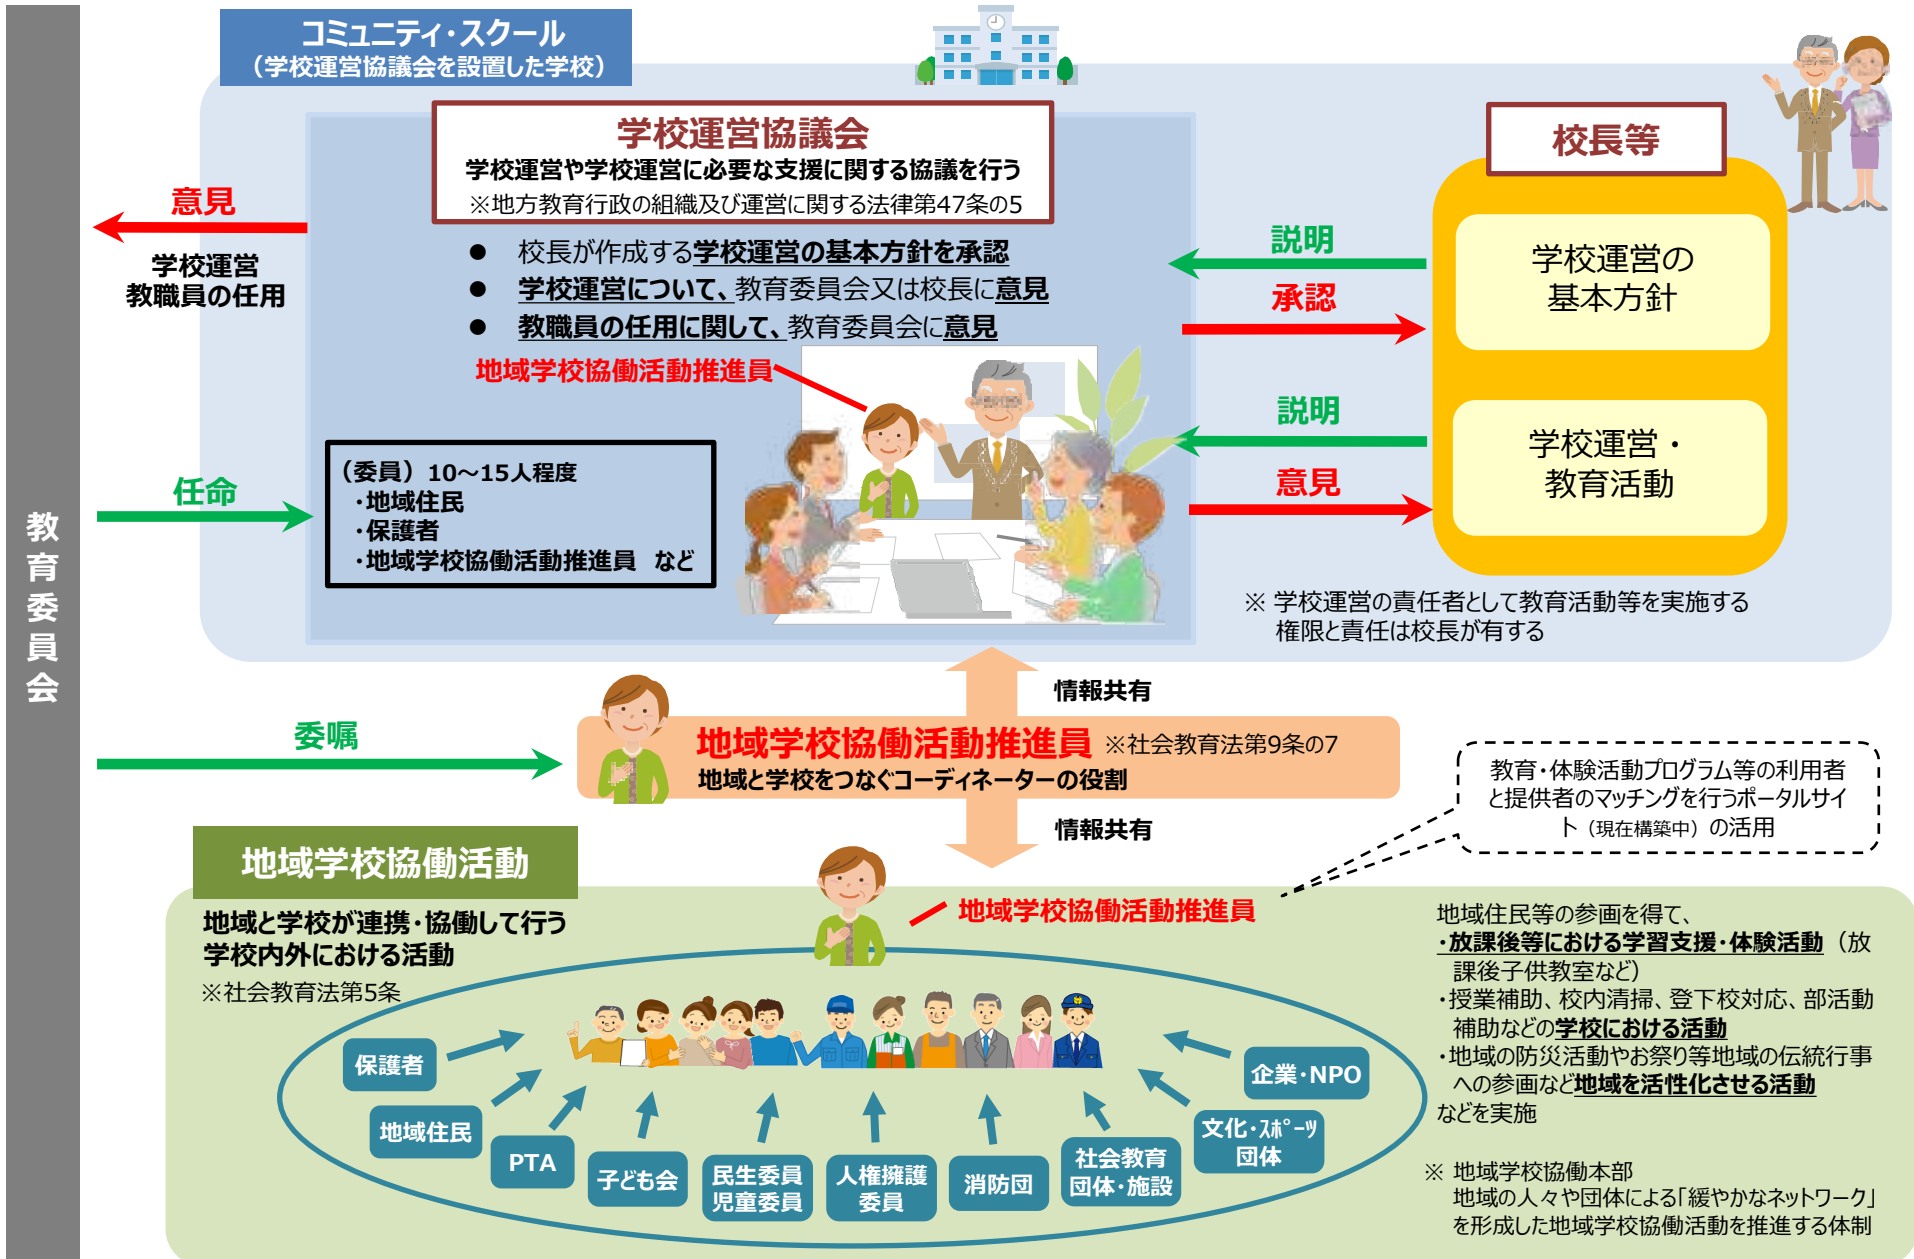 教育委員会
コミュニティ・スクール
（学校運営協議会を設置した学校）
学校運営協議会
学校運営や学校運営に必要な支援に関する協議を行う
※地方教育行政の組織及び運営に関する法律第47条の5
● 校長が作成する学校運営の基本方針を承認
● 学校運営について、教育委員会又は校長に意見
● 教職員の任用に関して、教育委員会に意見
地域学校協働活動推進員
意見
学校運営
教職員の任用
任命
（委員）10～15人程度
・地域住民
・保護者
・地域学校協働活動推進員　など
説明
承認
説明
意見
校長等
学校運営の
基本方針
学校運営・
教育活動
※ 学校運営の責任者として教育活動等を実施する
権限と責任は校長が有する
情報共有
委嘱
地域学校協働活動推進員 ※社会教育法第9条の7
地域と学校をつなぐコーディネーターの役割
情報共有
教育・体験活動プログラム等の利用者
と提供者のマッチングを行うポータルサイ
ト（現在構築中）の活用
地域学校協働活動
地域と学校が連携・協働して行う
学校内外における活動
※社会教育法第5条
地域学校協働活動推進員
保護者
地域住民
PTA
子ども会
民生委員
児童委員
人権擁護
委員
消防団
社会教育
団体・施設
文化・ｽﾎﾟｰﾂ
団体
企業・NPO
地域住民等の参画を得て、
・放課後等における学習支援・体験活動（放
課後子供教室など）
・授業補助、校内清掃、登下校対応、部活動
補助などの学校における活動
・地域の防災活動やお祭り等地域の伝統行事
への参画など地域を活性化させる活動
などを実施
※ 地域学校協働本部
地域の人々や団体による「緩やかなネットワーク」
を形成した地域学校協働活動を推進する体制